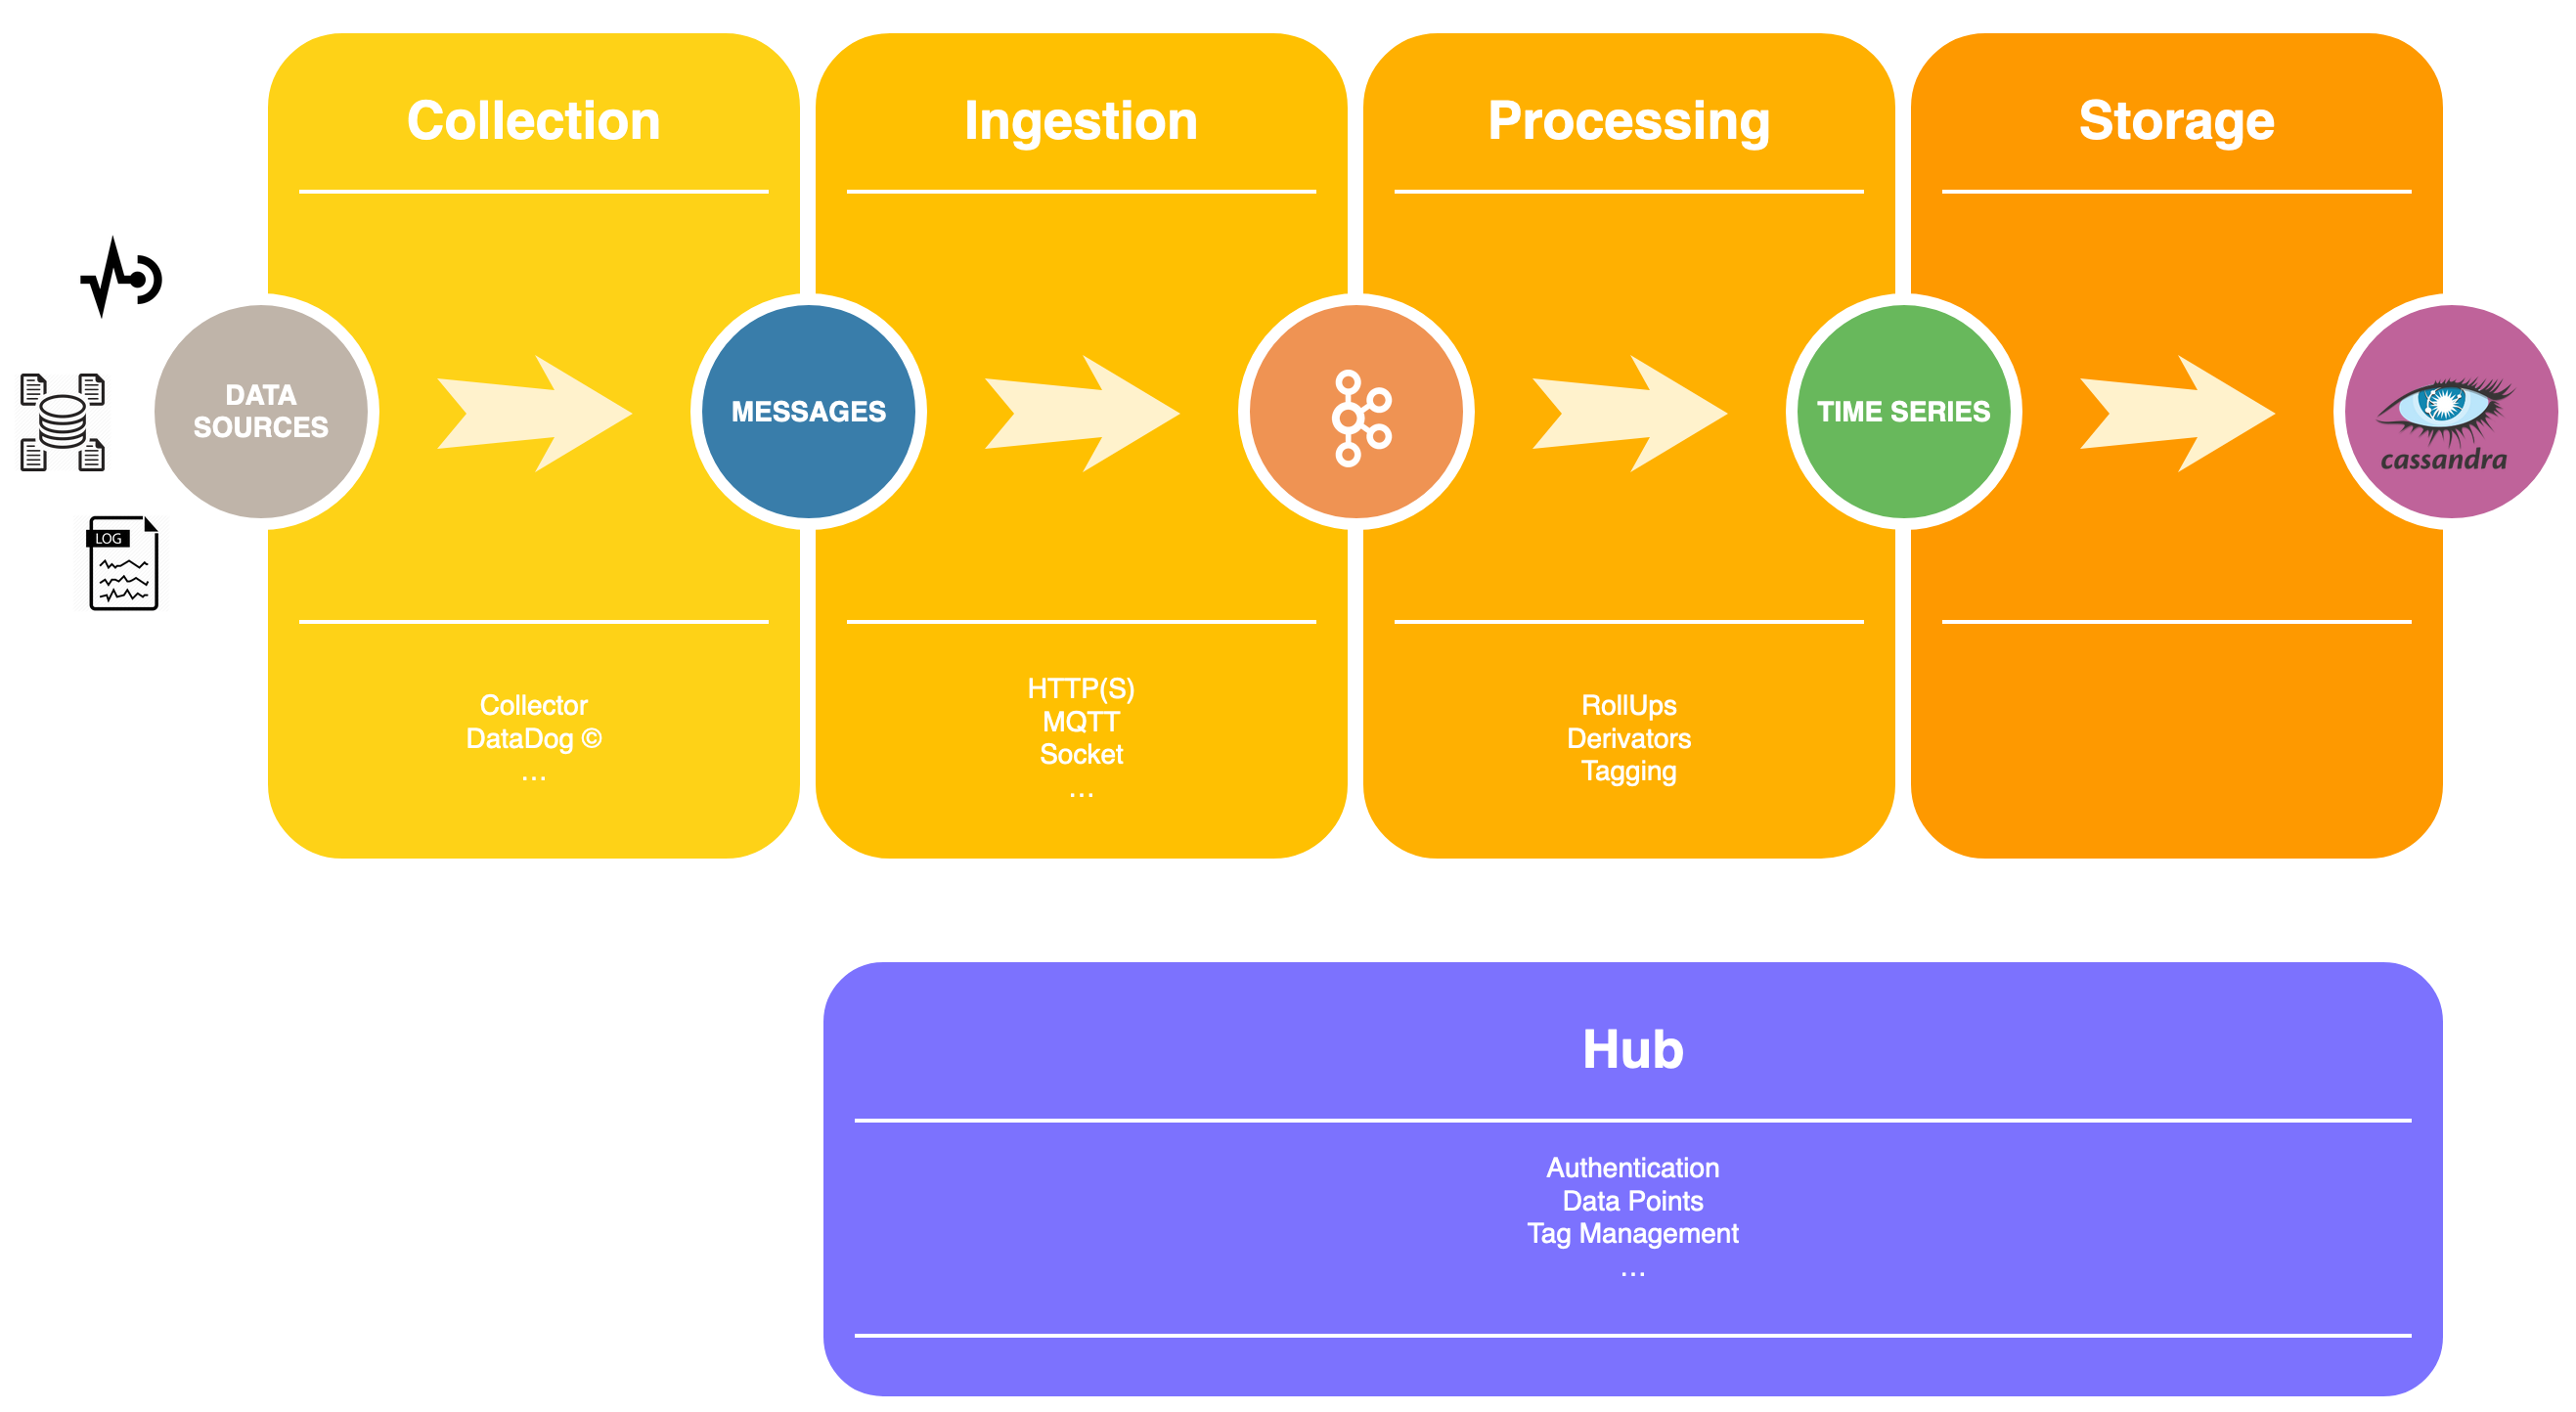 Collection
Ingestion
Processing
Storage
DATA
SOURCES
MESSAGES
TIME SERIES
cassandra
LOG
Collector
DataDog ©
...
HTTP(S)
MQTT
Socket
...
RollUps
Derivators
Tagging
Hub
Authentication
Data Points
Tag Management
...